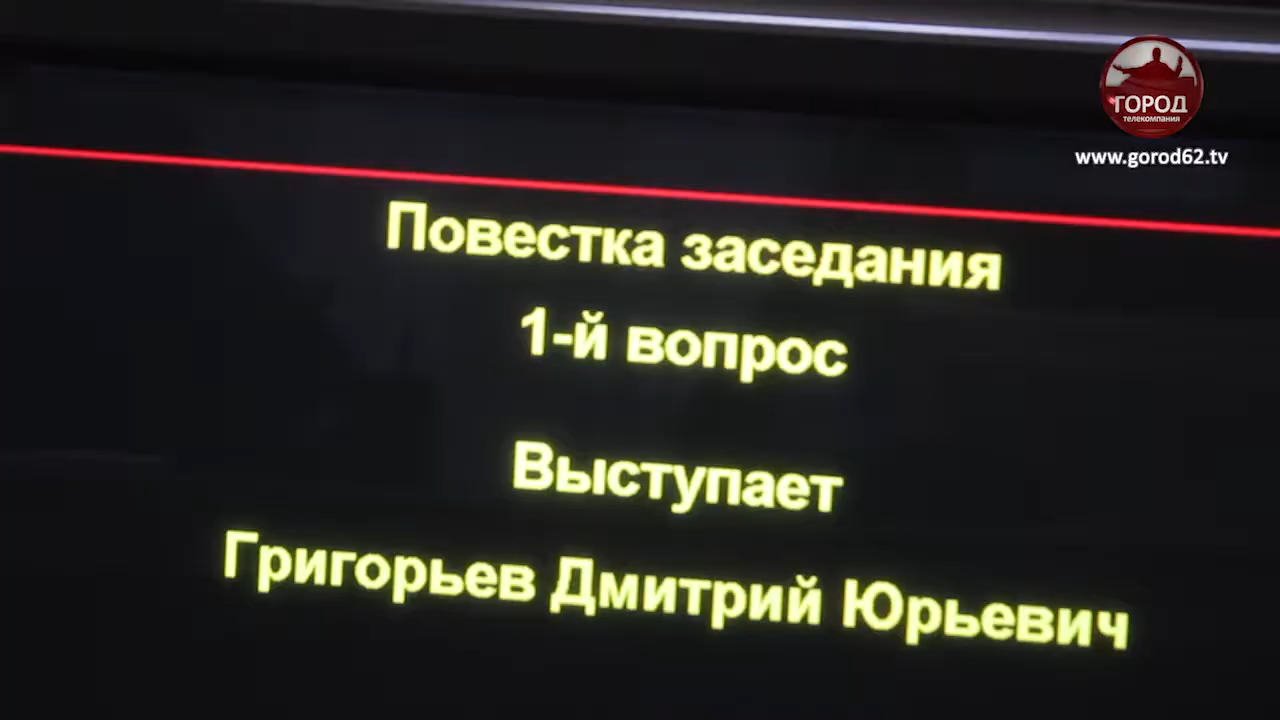 ГОРОД
телекомпания
www.gorod62.tv
Повестка заседания
1-й вопрос
Выступает
Григорьев Дмитрий Юрьевич